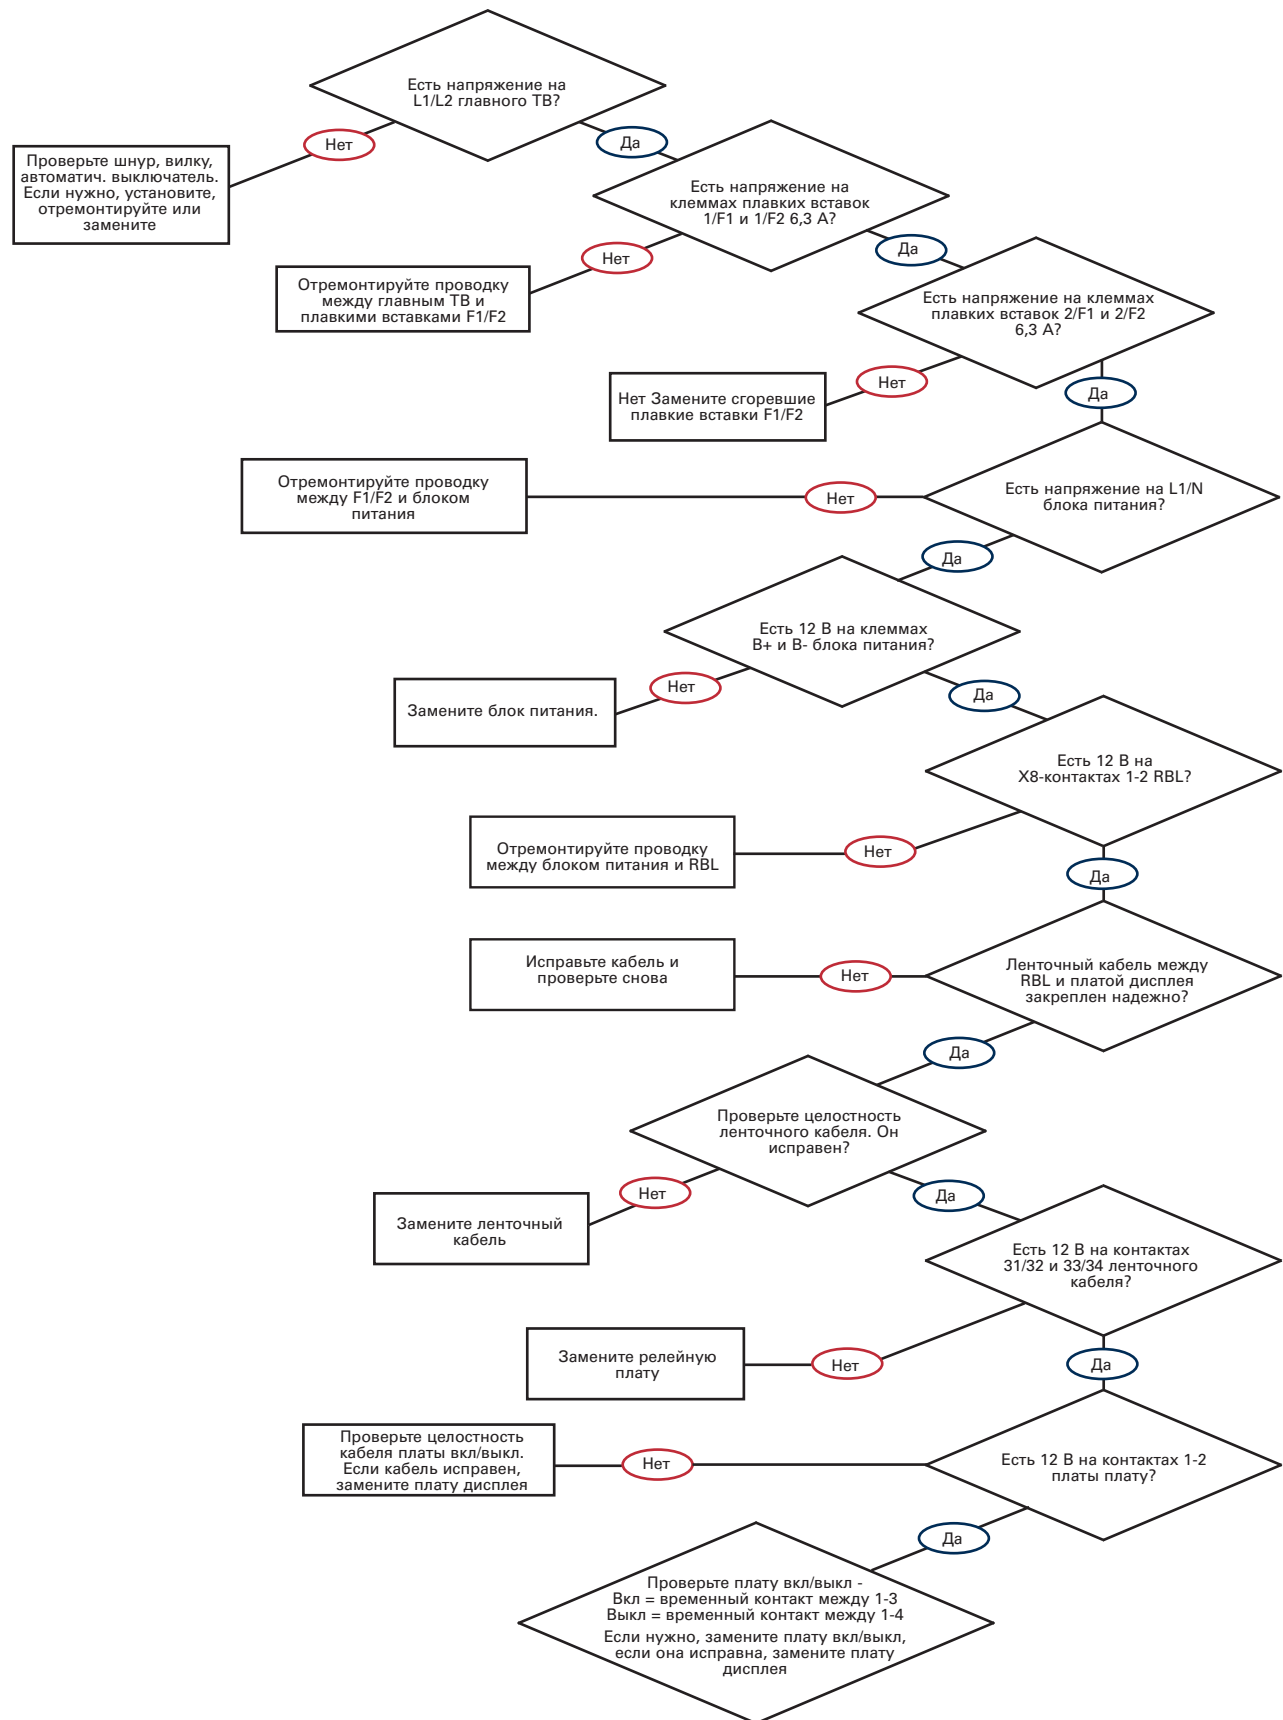 Есть напряжение на
L1/L2 главного ТВ?
Нет
Да
Проверьте шнур, вилку,
автоматич. выключатель.
Если нужно, установите,
отремонтируйте или
замените
Есть напряжение на
клеммах плавких вставок
1/F1 и 1/F2 6,3 А?
Нет
Да
Отремонтируйте проводку
между главным ТВ и
плавкими вставками F1/F2
Есть напряжение на клеммах
плавких вставок 2/F1 и 2/F2
6,3 А?
Нет
Да
Нет Замените сгоревшие
плавкие вставки F1/F2
Отремонтируйте проводку
между F1/F2 и блоком
питания
Нет
Есть напряжение на L1/N
блока питания?
Да
Есть 12 В на клеммах
B+ и B- блока питания?
Нет
Да
Замените блок питания.
Есть 12 В на
X8-контактах 1-2 RBL?
Отремонтируйте проводку
между блоком питания и RBL
Нет
Да
Исправьте кабель и
проверьте снова
Нет
Ленточный кабель между
RBL и платой дисплея
закреплен надежно?
Да
Проверьте целостность
ленточного кабеля. Он
исправен?
Нет
Да
Замените ленточный
кабель
Есть 12 В на контактах
31/32 и 33/34 ленточного
кабеля?
Замените релейную
плату
Нет
Да
Проверьте целостность
кабеля платы вкл/выкл.
Если кабель исправен,
замените плату дисплея
Нет
Есть 12 В на контактах 1-2
платы плату?
Да
Проверьте плату вкл/выкл -
Вкл = временный контакт между 1-3
Выкл = временный контакт между 1-4
Если нужно, замените плату вкл/выкл,
если она исправна, замените плату
дисплея